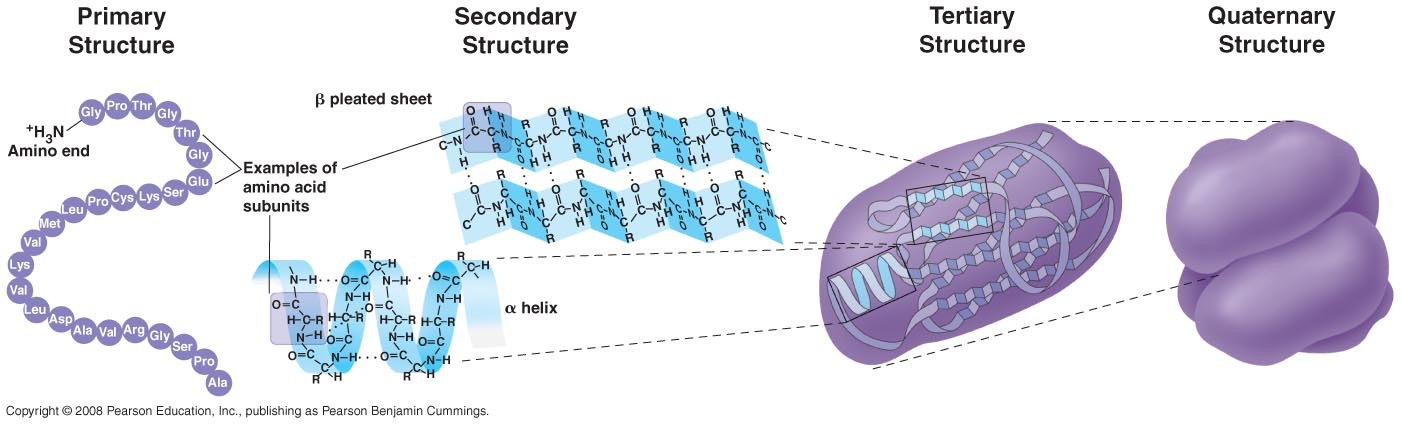 Primary
Structure
Secondary
Structure
Tertiary
Structure
Quaternary
Structure
⁺H₃N
Amino end
Gly
Pro
Thr
Gly
Thr
Gly
Glu
Ser
Lys
Cys
Pro
Leu
Met
Val
Lys
Val
Leu
Asp
Ala
Val
Arg
Gly
Ser
Pro
Ala
Examples of
amino acid
subunits
β pleated sheet
α helix
Copyright © 2008 Pearson Education, Inc., publishing as Pearson Benjamin Cummings.